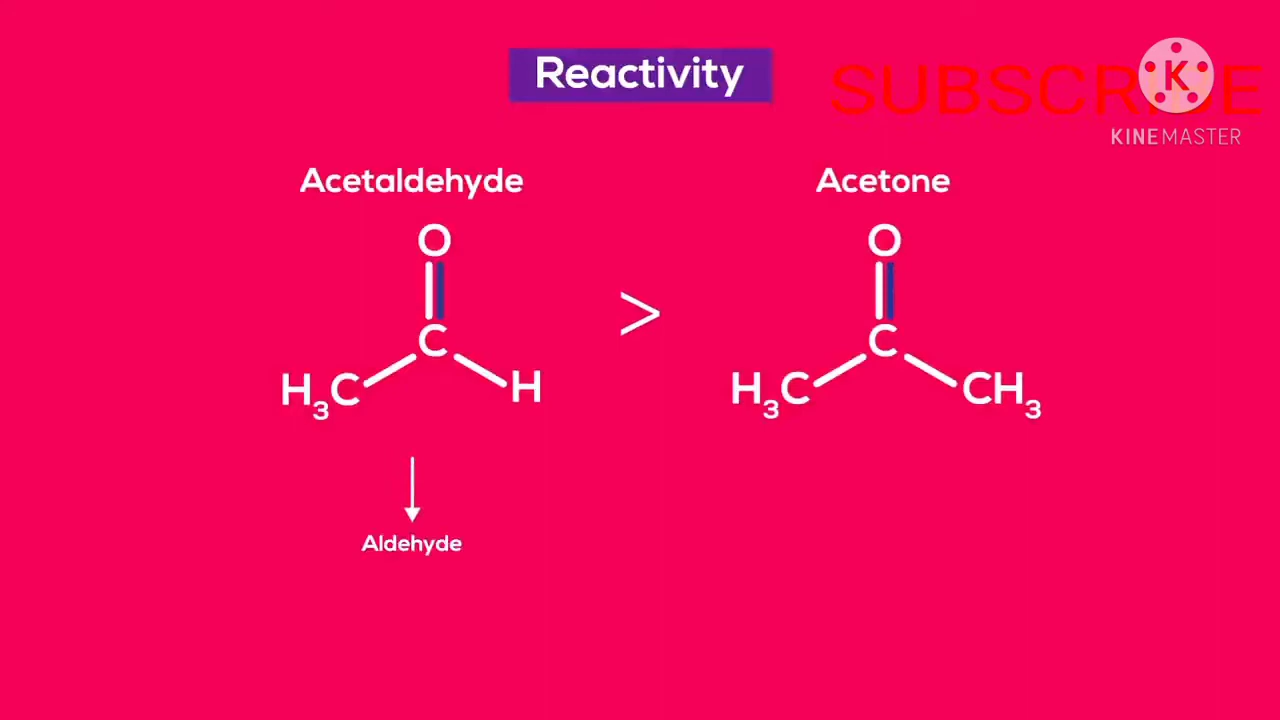 Reactivity
SUBSCRIBE
K
KINEMASTER
Acetaldehyde
Acetone
O
O
>
C
C
H₃C
H
H₃C
CH₃
Aldehyde